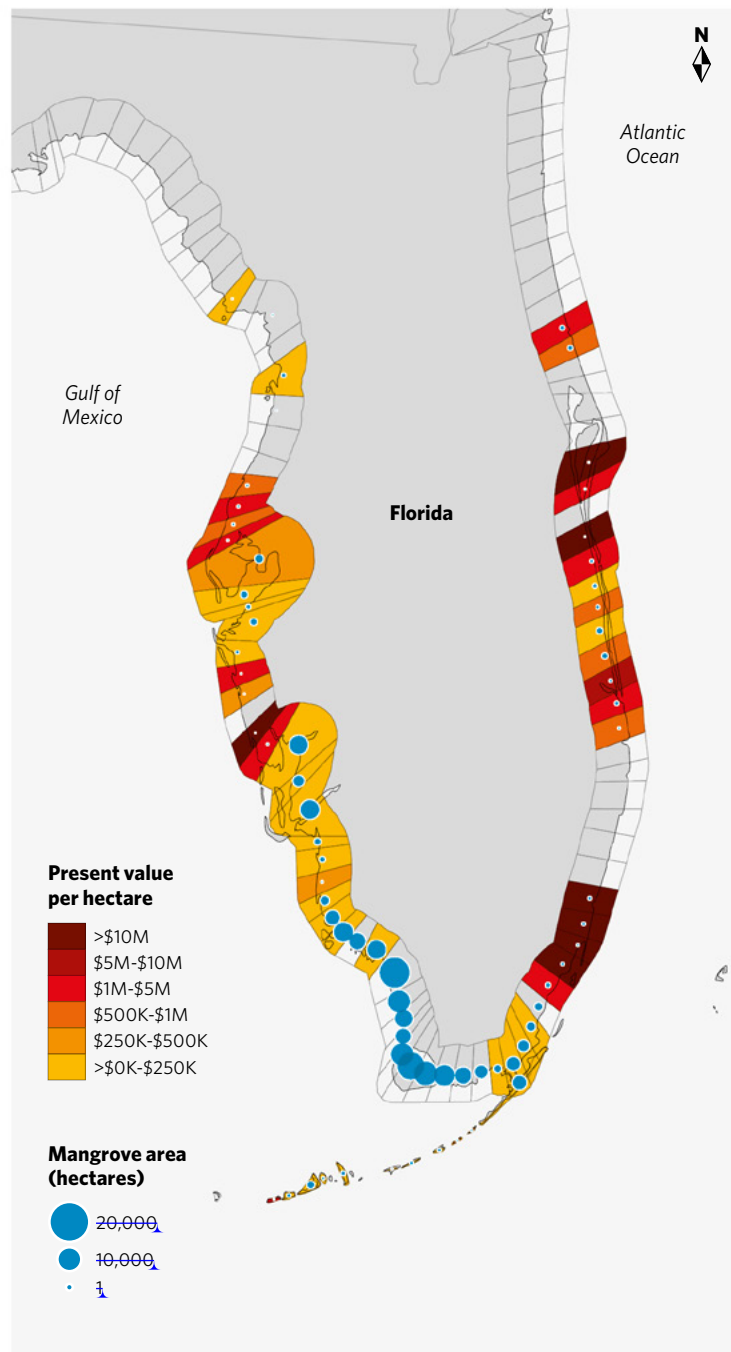 N
Atlantic
Ocean
Gulf of
Mexico
Florida
Present value
per hectare
>$10M
$5M-$10M
$1M-$5M
$500K-$1M
$250K-$500K
>$0K-$250K
Mangrove area
(hectares)
20,000
10,000
1